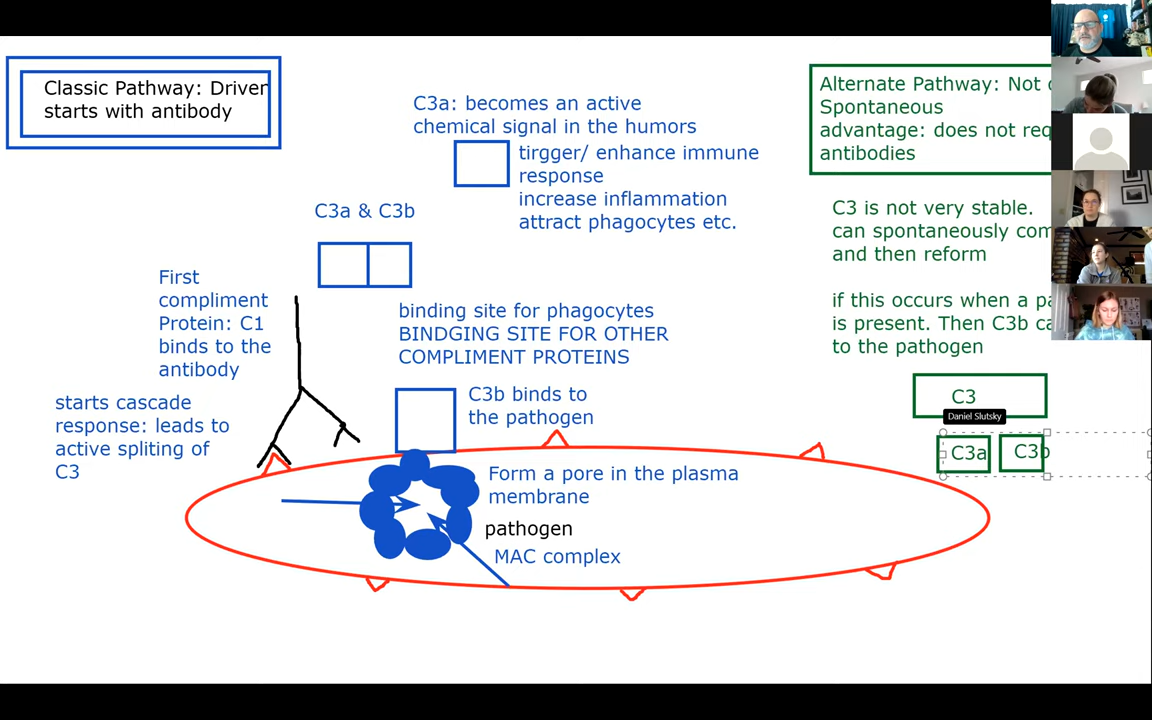 Classic Pathway: Driven
starts with antibody
C3a: becomes an active
chemical signal in the humors
tirgger/ enhance immune
response
increase inflammation
attract phagocytes etc.
C3a & C3b
First
compliment
Protein: C1
binds to the
antibody
starts cascade
response: leads to
active spliting of
C3
binding site for phagocytes
BINDGING SITE FOR OTHER
COMPLIMENT PROTEINS
C3b binds to
the pathogen
Form a pore in the plasma
membrane
pathogen
MAC complex
Alternate Pathway: Not
Spontaneous
advantage: does not
antibodies
C3 is not very stable.
can spontaneously
and then reform
if this occurs when a
is present. Then C3b
to the pathogen
C3
Daniel Slutsky
C3a
C3b